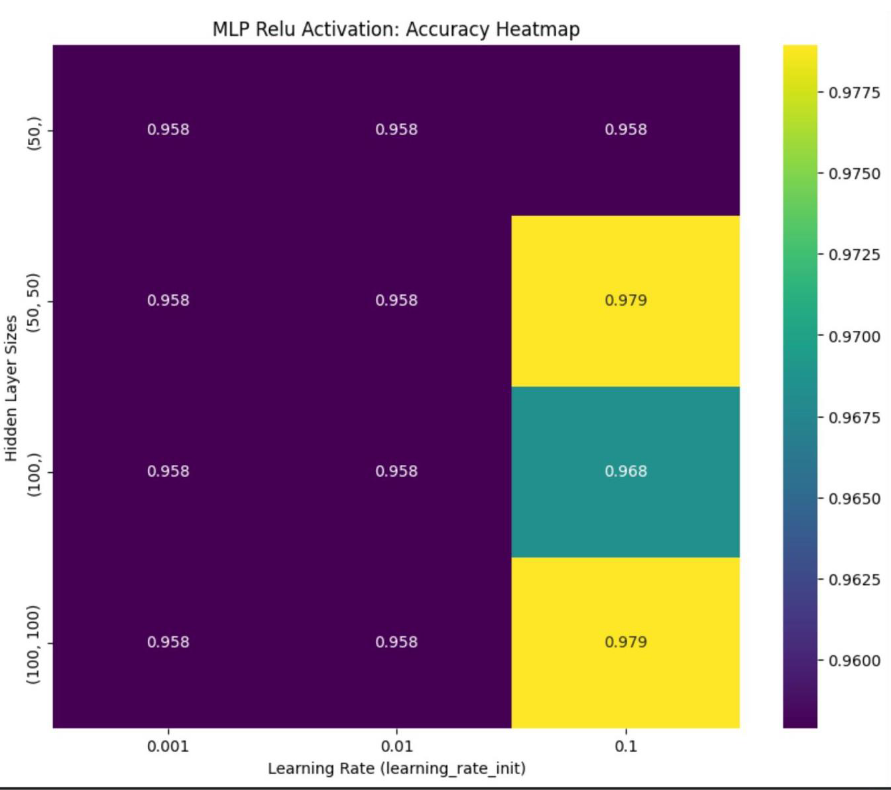 MLP Relu Activation: Accuracy Heatmap
Hidden Layer Sizes
(50,)
0.958 0.958 0.958
(50, 50)
0.958 0.958 0.979
(100,)
0.958 0.958 0.968
(100, 100)
0.958 0.958 0.979
0.001 0.01 0.1
Learning Rate (learning_rate_init)
0.9775
0.9750
0.9725
0.9700
0.9675
0.9650
0.9625
0.9600